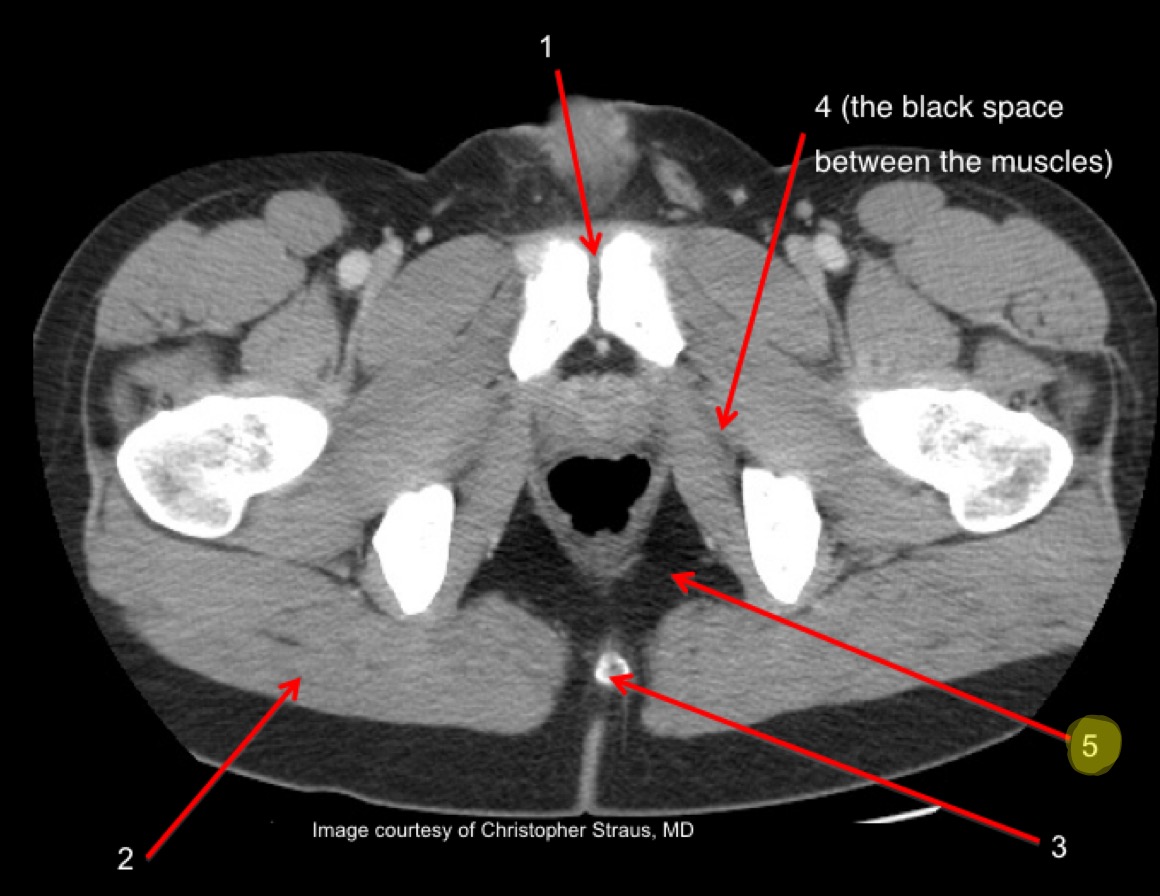 1
4 (the black space
between the muscles)
5
Image courtesy of Christopher Straus, MD
2
3